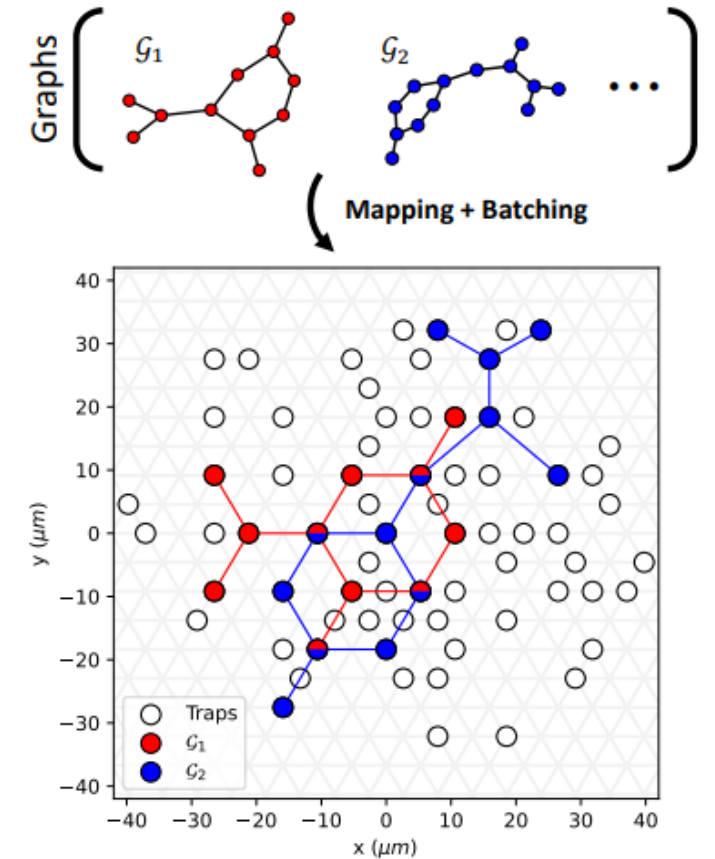 Graphs
𝒢1
𝒢2
• • •
Mapping + Batching
40
30
20
10
0
−10
−20
−30
−40
y (μm)
Traps
𝒢1
𝒢2
−40 −30 −20 −10 0 10 20 30 40
x (μm)